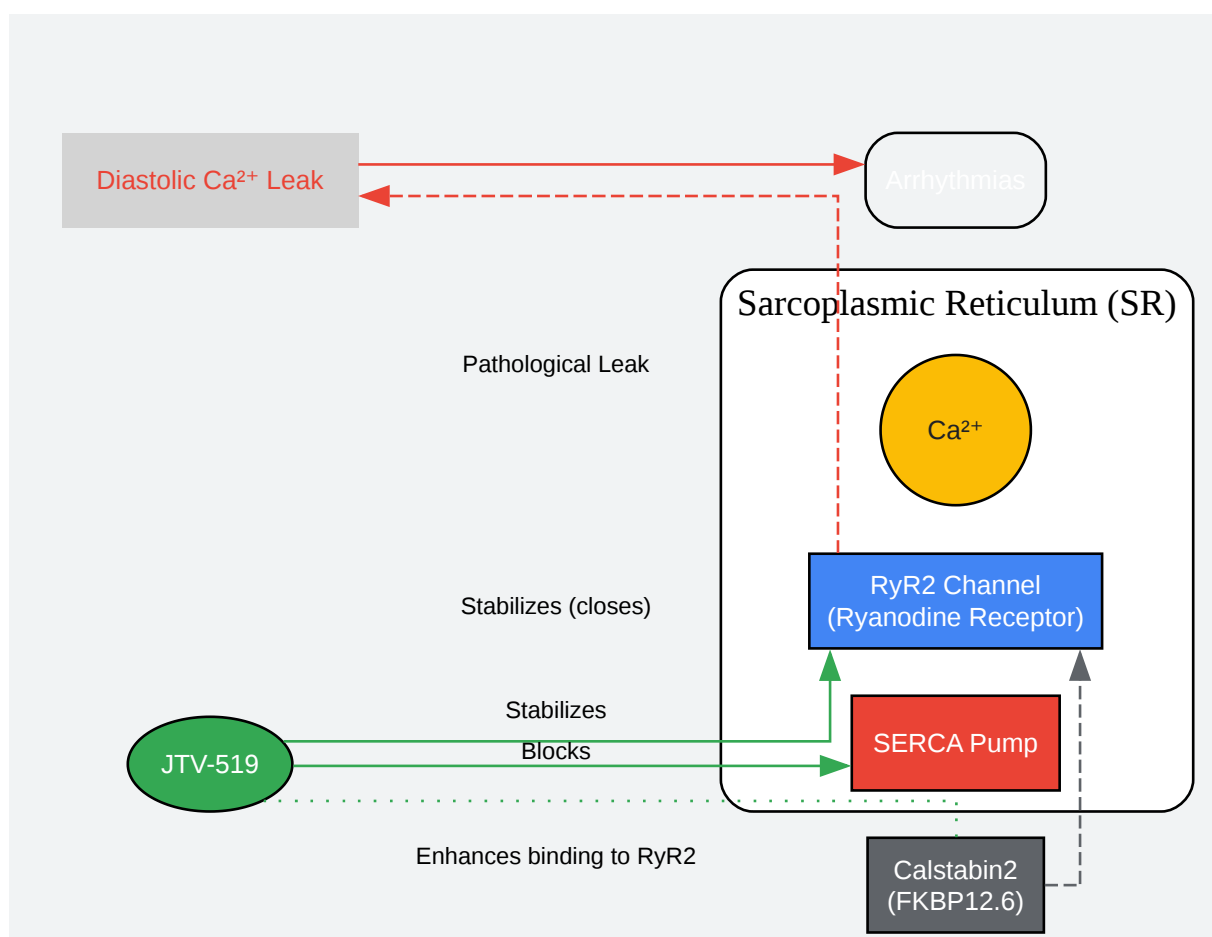 Diastolic Ca²⁺ Leak
Arrhythmias
Sarcoplasmic Reticulum (SR)
Pathological Leak
Ca²⁺
RyR2 Channel
(Ryanodine Receptor)
Stabilizes (closes)
Stabilizes
Blocks
SERCA Pump
JTV-519
Enhances binding to RyR2
Calstabin2
(FKBP12.6)